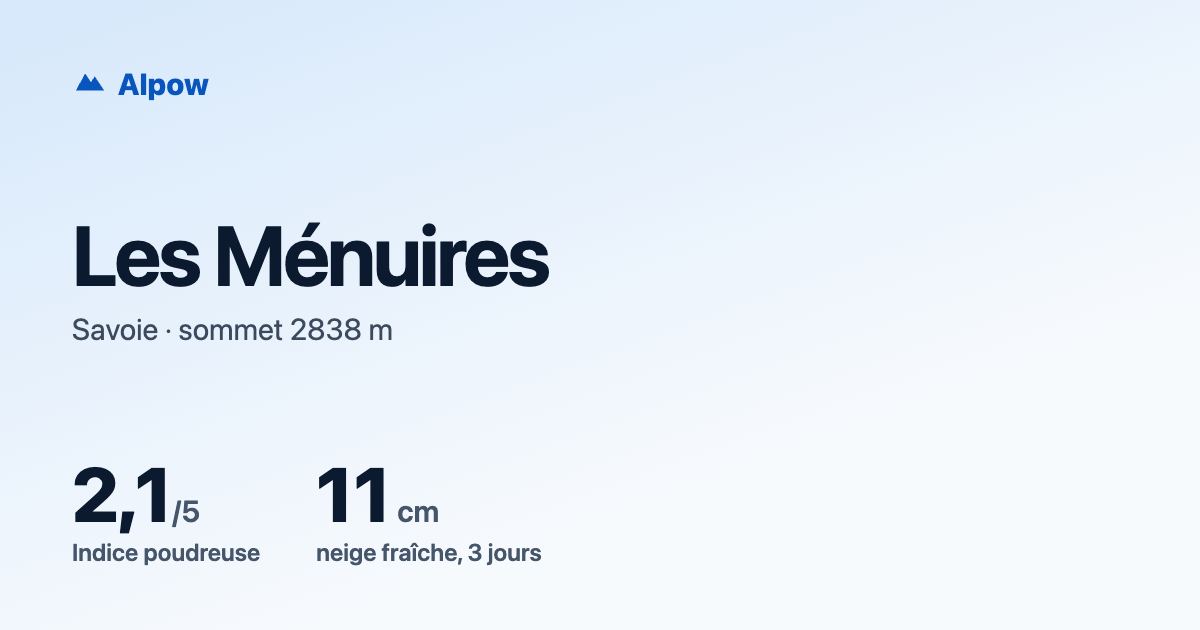 Alpow
Les Ménuires
Savoie · sommet 2838 m
2,1/5
Indice poudreuse
11 cm
neige fraîche, 3 jours